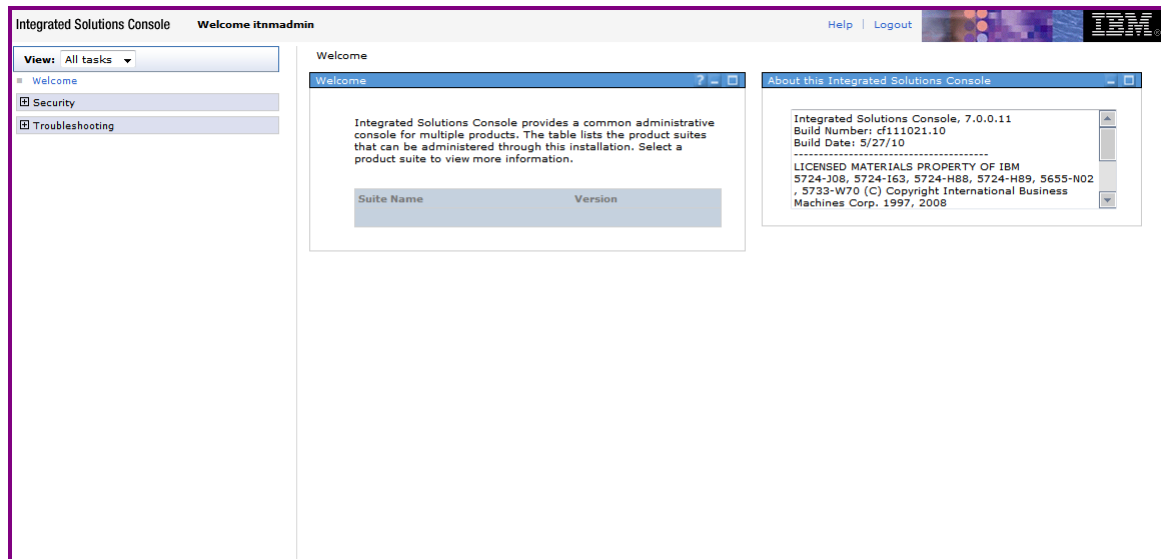 Integrated Solutions Console Welcome itnmadmin
Help Logout
IBM®
View: All tasks
Welcome
Security
Troubleshooting
Welcome
Welcome
Integrated Solutions Console provides a common administrative
console for multiple products. The table lists the product suites
that can be administered through this installation. Select a
product suite to view more information.
Suite Name Version
About this Integrated Solutions Console
Integrated Solutions Console, 7.0.0.11
Build Number: cf111021.10
Build Date: 5/27/10
----------------------------------------
LICENSED MATERIALS PROPERTY OF IBM
5724-J08, 5724-I63, 5724-H88, 5724-H89, 5655-N02
, 5733-W70 (C) Copyright International Business
Machines Corp. 1997, 2008